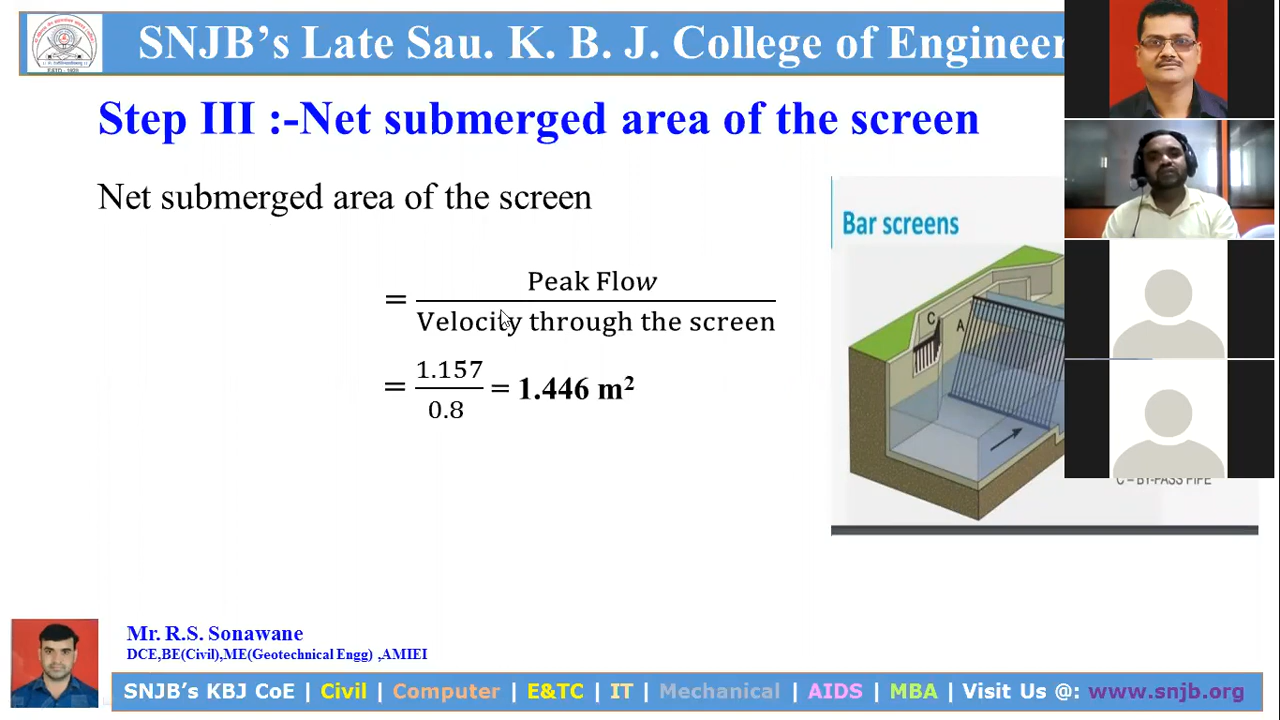 SNJB's Late Sau. K. B. J. College of Engineer
Step III :-Net submerged area of the screen
Net submerged area of the screen
= Peak Flow
Velocity through the screen
= 1.157
0.8
= 1.446 m²
Bar screens
C
A
C – BY-PASS PIPE
Mr. R.S. Sonawane
DCE,BE(Civil),ME(Geotechnical Engg) ,AMIEI
SNJB's KBJ CoE | Civil | Computer | E&TC | IT | Mechanical | AIDS | MBA | Visit Us @: www.snjb.org